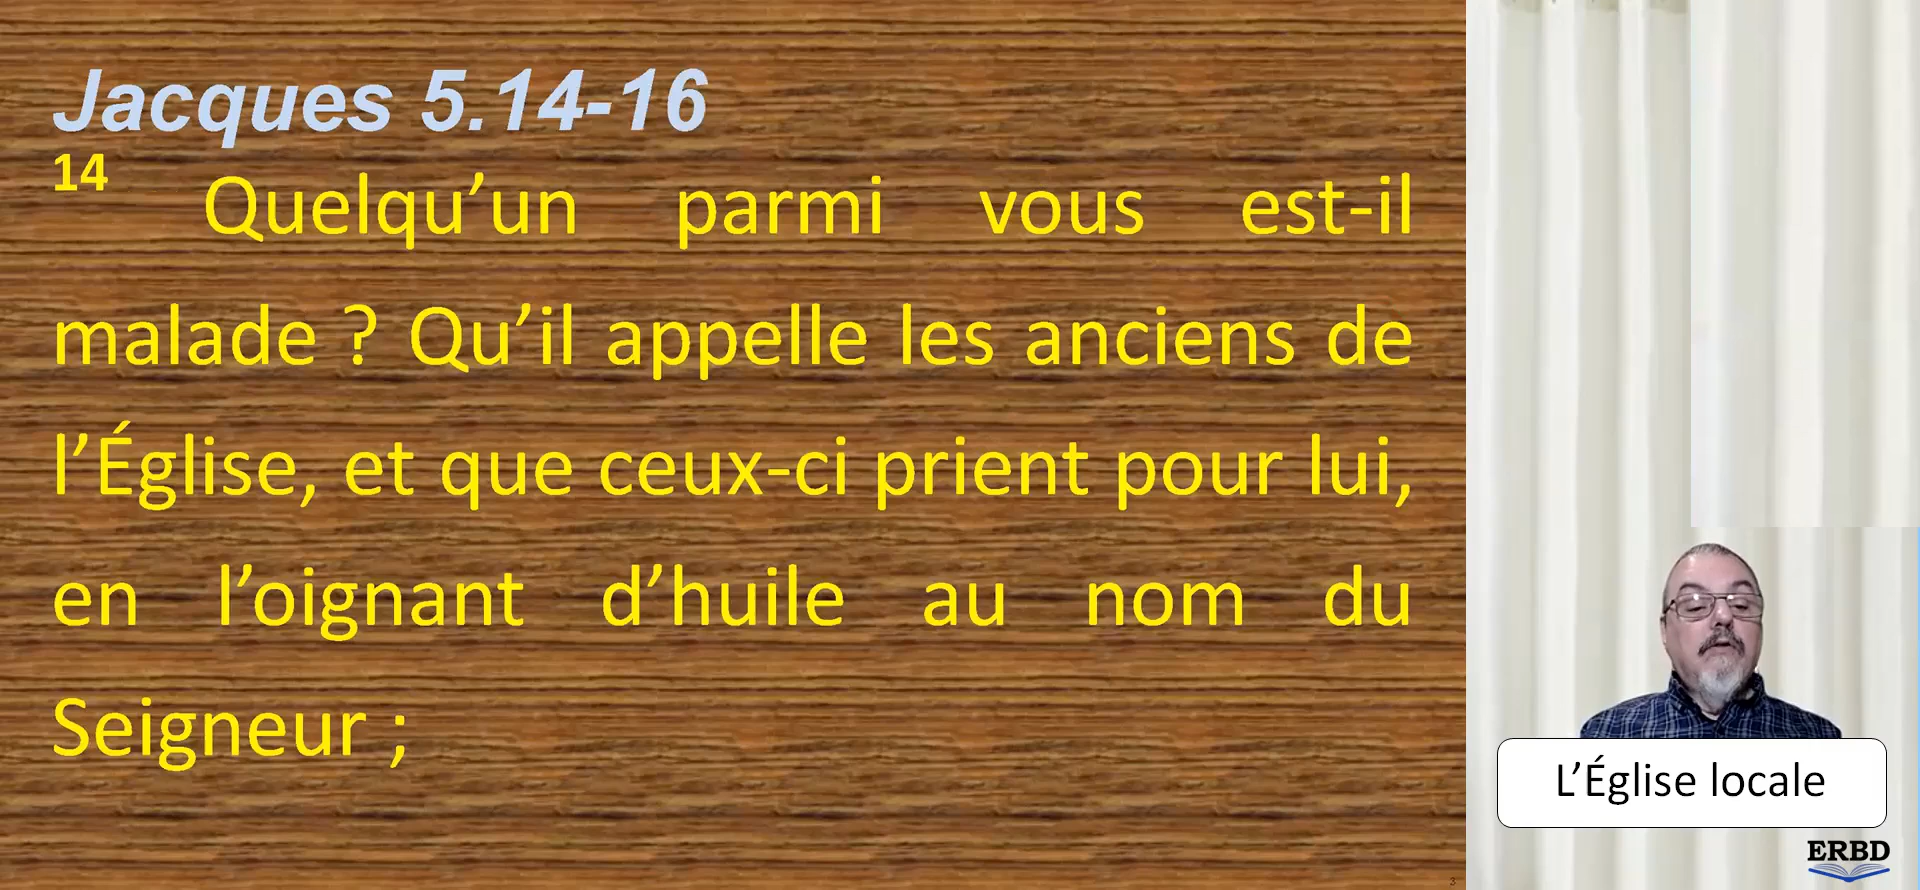 Jacques 5.14-16
14 Quelqu’un parmi vous est-il
malade ? Qu’il appelle les anciens de
l’Église, et que ceux-ci prient pour lui,
en l’oignant d’huile au nom du
Seigneur ;
3
L’Église locale
ERBD